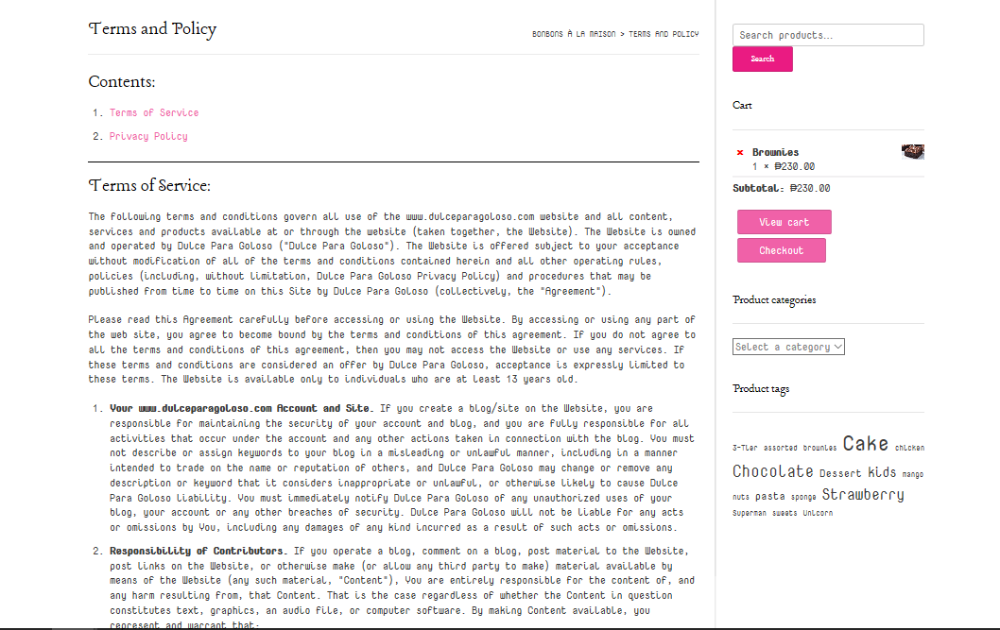 Terms and Policy
BONBONS À LA MAISON > TERMS AND POLICY
Contents:
1. Terms of Service
2. Privacy Policy
Terms of Service:
The following terms and conditions govern all use of the www.dulceparagoloso.com website and all content,
services and products available at or through the website (taken together, the Website). The Website is owned
and operated by Dulce Para Goloso ("Dulce Para Goloso"). The Website is offered subject to your acceptance
without modification of all of the terms and conditions contained herein and all other operating rules,
policies (including, without limitation, Dulce Para Goloso Privacy Policy) and procedures that may be
published from time to time on this Site by Dulce Para Goloso (collectively, the "Agreement").
Please read this Agreement carefully before accessing or using the Website. By accessing or using any part of
the web site, you agree to become bound by the terms and conditions of this agreement. If you do not agree to
all the terms and conditions of this agreement, then you may not access the Website or use any services. If
these terms and conditions are considered an offer by Dulce Para Goloso, acceptance is expressly limited to
these terms. The Website is available only to individuals who are at least 13 years old.
1. Your www.dulceparagoloso.com Account and Site. If you create a blog/site on the Website, you are
responsible for maintaining the security of your account and blog, and you are fully responsible for all
activities that occur under the account and any other actions taken in connection with the blog. You must
not describe or assign keywords to your blog in a misleading or unlawful manner, including in a manner
intended to trade on the name or reputation of others, and Dulce Para Goloso may change or remove any
description or keyword that it considers inappropriate or unlawful, or otherwise likely to cause Dulce
Para Goloso liability. You must immediately notify Dulce Para Goloso of any unauthorized uses of your
blog, your account or any other breaches of security. Dulce Para Goloso will not be liable for any acts
or omissions by You, including any damages of any kind incurred as a result of such acts or omissions.
2. Responsibility of Contributors. If you operate a blog, comment on a blog, post material to the Website,
post links on the Website, or otherwise make (or allow any third party to make) material available by
means of the Website (any such material, "Content"), You are entirely responsible for the content of, and
any harm resulting from, that Content. That is the case regardless of whether the Content in question
constitutes text, graphics, an audio file, or computer software. By making Content available, you
represent and warrant that:
Search products...
Search
Cart
× Brownies
1 × ₱230.00
Subtotal: ₱230.00
View cart
Checkout
Product categories
Select a category
Product tags
3-Tier assorted brownies Cake chicken
Chocolate Dessert kids mango
nuts pasta sponge Strawberry
Superman sweets Unicorn